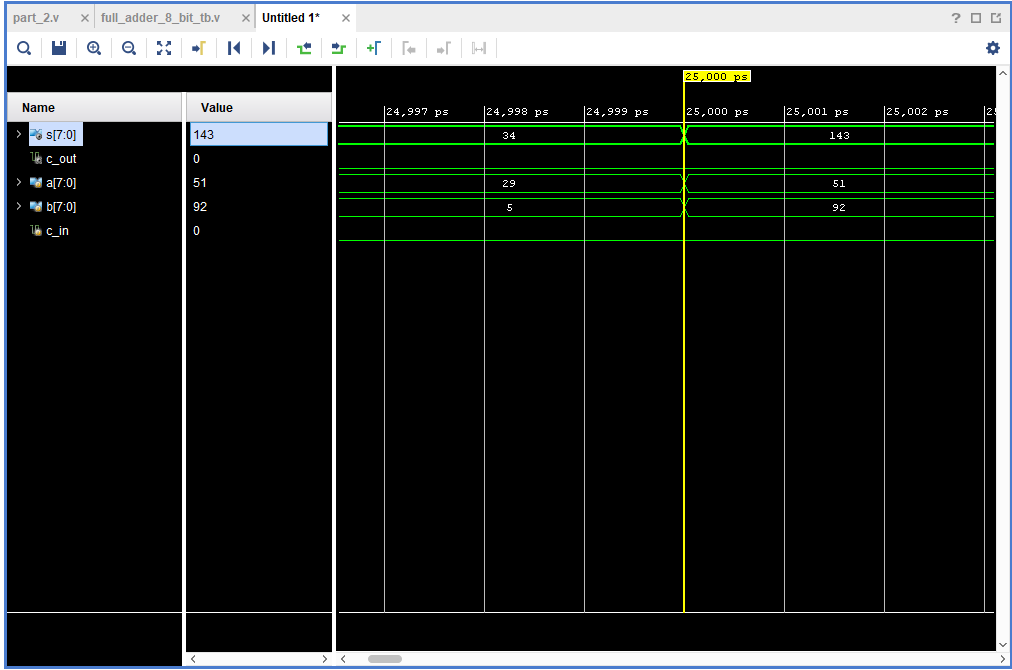 part_2.v × full_adder_8_bit_tb.v × Untitled 1* × ?
25,000 ps
Name Value 24,997 ps 24,998 ps 24,999 ps 25,000 ps 25,001 ps 25,002 ps
s[7:0] 143 34 143
c_out 0
a[7:0] 51 29 51
b[7:0] 92 5 92
c_in 0